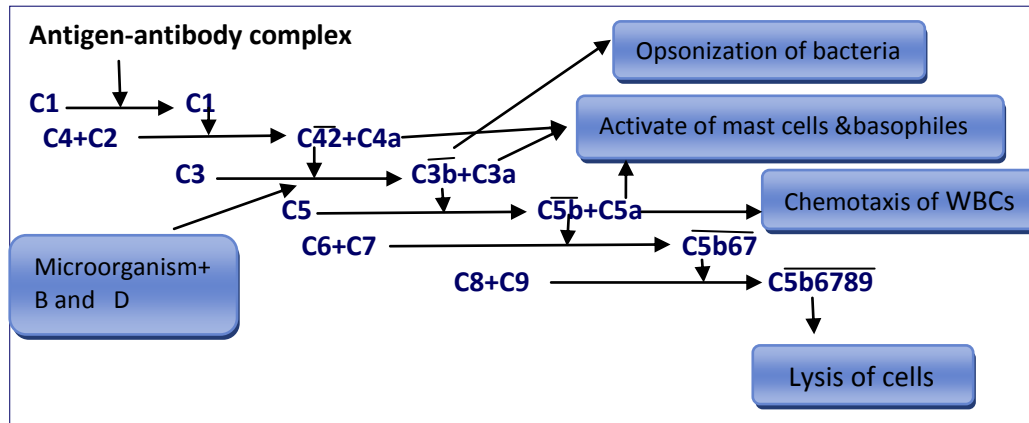 Antigen-antibody complex
Opsonization of bacteria
C1 C1
C4+C2 C42+C4a
Activate of mast cells &basophiles
C3 C3b+C3a
C5 C5b+C5a
Chemotaxis of WBCs
C6+C7 C5b67
Microorganism+
B and D
C8+C9 C5b6789
Lysis of cells